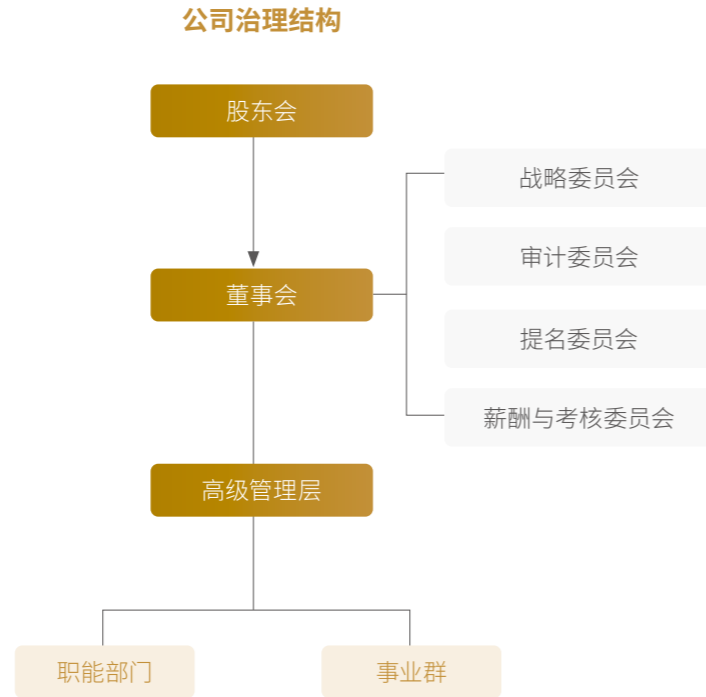 公司治理结构
股东会
战略委员会
审计委员会
董事会
提名委员会
薪酬与考核委员会
高级管理层
职能部门
事业群